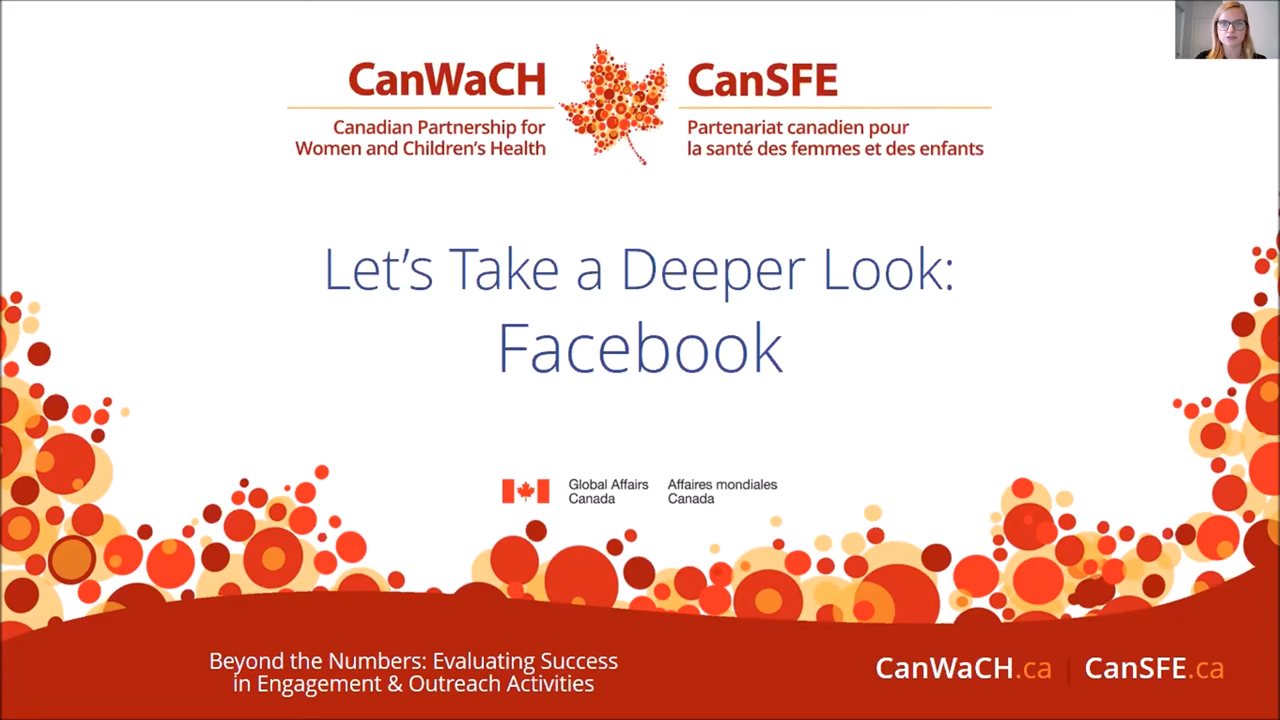 CanWaCH
Canadian Partnership for
Women and Children's Health
CanSFE
Partenariat canadien pour
la santé des femmes et des enfants
Let's Take a Deeper Look:
Facebook
Global Affairs
Canada
Affaires mondiales
Canada
Beyond the Numbers: Evaluating Success
in Engagement & Outreach Activities
CanWaCH.ca | CanSFE.ca